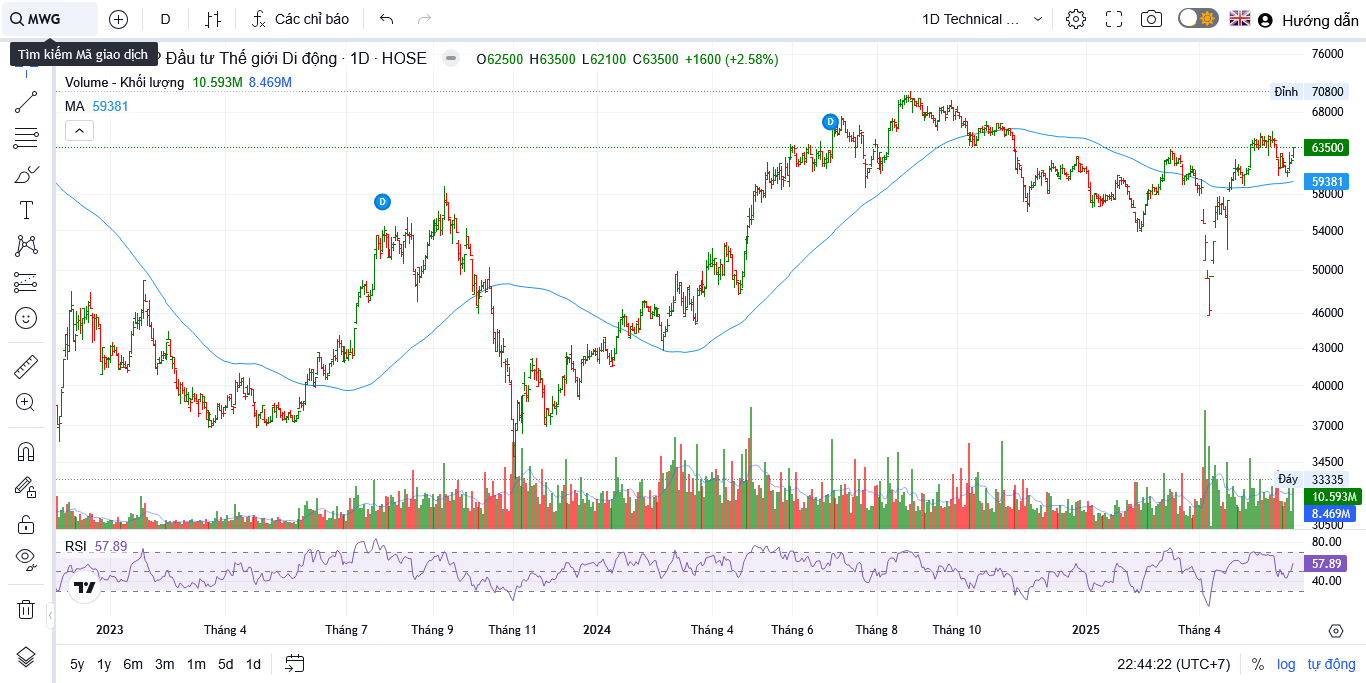 MWG D Các chỉ báo 1D Technical ... Hướng dẫn
Tìm kiếm Mã giao dịch
P Đầu tư Thế giới Di động · 1D · HOSE O62500 H63500 L62100 C63500 +1600 (+2.58%)
Volume - Khối lượng 10.593M 8.469M
MA 59381
76000
Đỉnh 70800
68000
63500
59381
58000
54000
50000
46000
43000
40000
37000
34500
Đáy 33335
10.593M
8.469M
30500
D
D
RSI 57.89
80.00
57.89
40.00
2023 Tháng 4 Tháng 7 Tháng 9 Tháng 11 2024 Tháng 4 Tháng 6 Tháng 8 Tháng 10 2025 Tháng 4
5y 1y 6m 3m 1m 5d 1d 22:44:22 (UTC+7) % log tự động